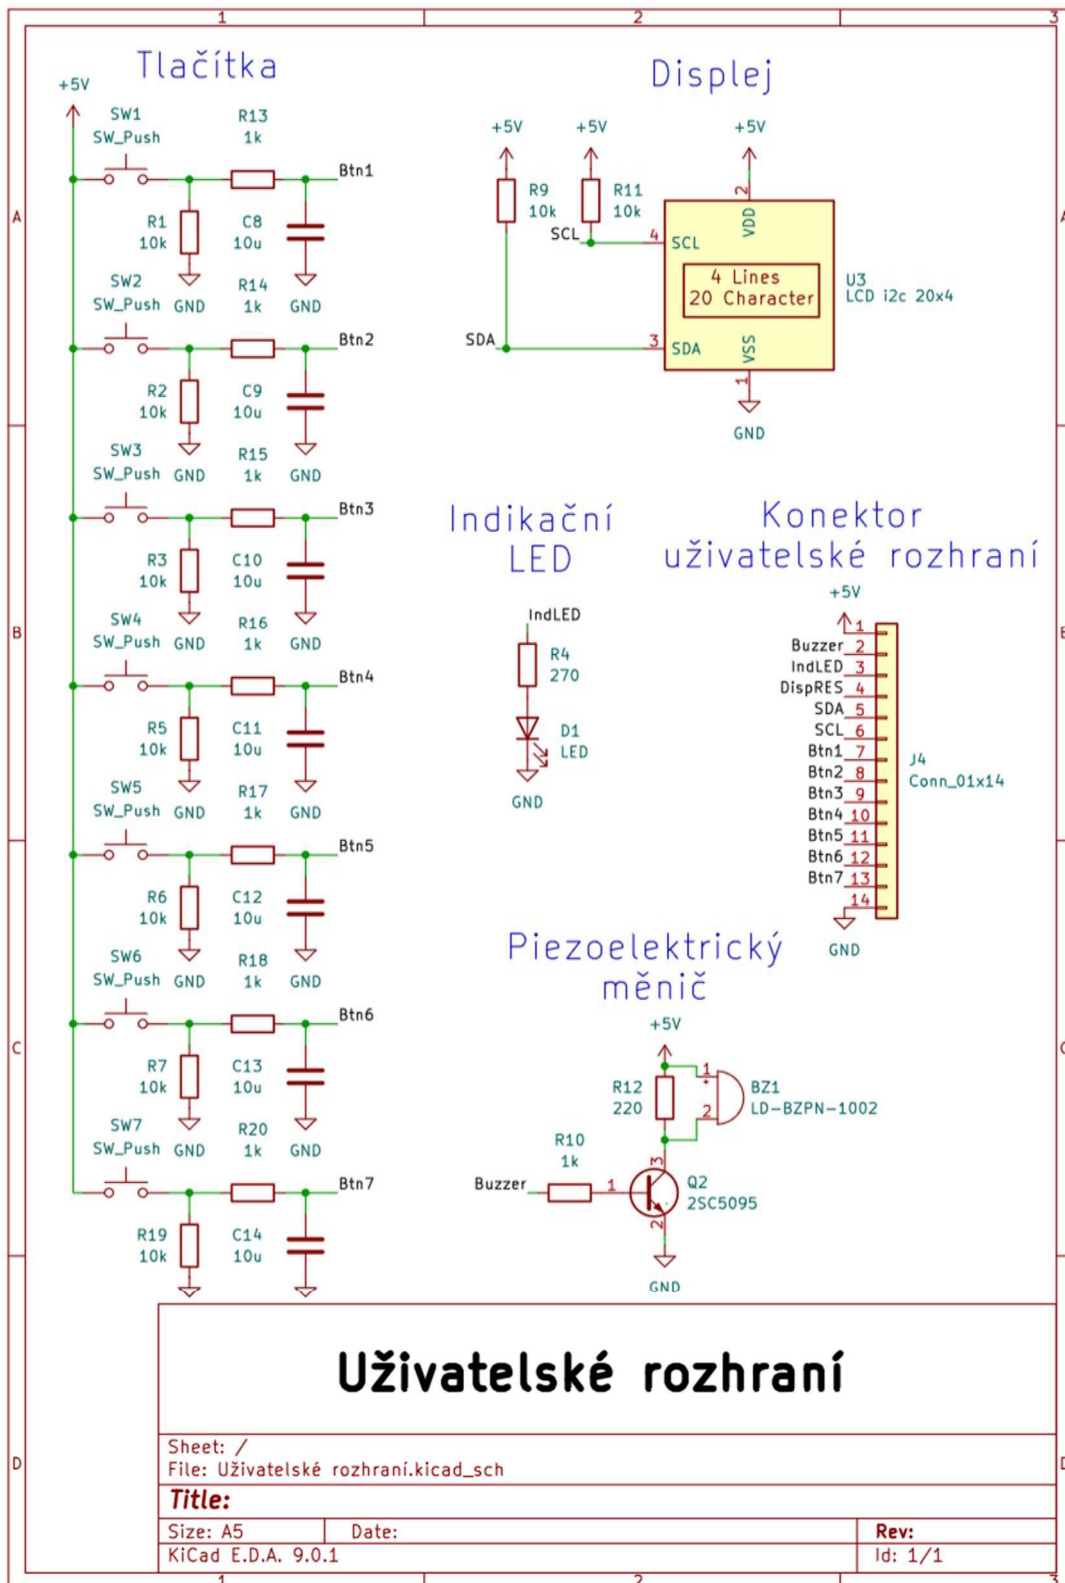 1
2
3
Tlačítka
+5V
SW1
SW_Push
R13
1k
Btn1
R1
10k
C8
10u
GND
GND
SW2
SW_Push
R14
1k
Btn2
R2
10k
C9
10u
GND
GND
SW3
SW_Push
R15
1k
Btn3
R3
10k
C10
10u
GND
GND
SW4
SW_Push
R16
1k
Btn4
R5
10k
C11
10u
GND
GND
SW5
SW_Push
R17
1k
Btn5
R6
10k
C12
10u
GND
GND
SW6
SW_Push
R18
1k
Btn6
R7
10k
C13
10u
GND
GND
SW7
SW_Push
R20
1k
Btn7
R19
10k
C14
10u
Displej
+5V
+5V
+5V
R9
10k
R11
10k
SCL
SDA
4
3
2
1
SCL
SDA
VDD
VSS
4 Lines
20 Character
U3
LCD i2c 20x4
GND
Indikační
LED
IndLED
R4
270
D1
LED
GND
Konektor
uživatelské rozhraní
+5V
1
Buzzer 2
IndLED 3
DispRES 4
SDA 5
SCL 6
Btn1 7
Btn2 8
Btn3 9
Btn4 10
Btn5 11
Btn6 12
Btn7 13
14
GND
J4
Conn_01x14
Piezoelektrický
měnič
+5V
R12
220
1
+
2
BZ1
LD-BZPN-1002
R10
1k
Buzzer
1
3
2
Q2
2SC5095
GND
A
B
C
D
A
Uživatelské rozhraní
Sheet: /
File: Uživatelské rozhraní.kicad_sch
Title:
Size: A5
Date:
Rev:
KiCad E.D.A. 9.0.1
Id: 1/1
1
2
3